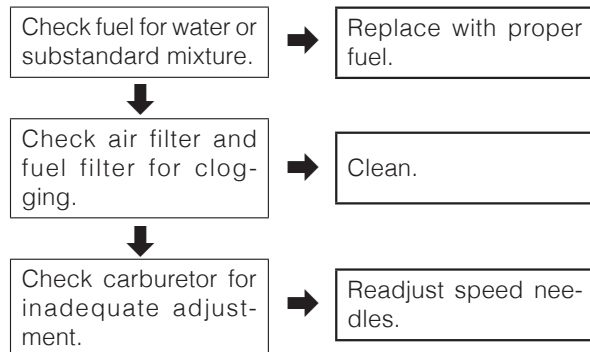 Check fuel for water or
substandard mixture.
Replace with proper
fuel.
Check air filter and
fuel filter for clog-
ging.
Clean.
Check carburetor for
inadequate adjust-
ment.
Readjust speed nee-
dles.